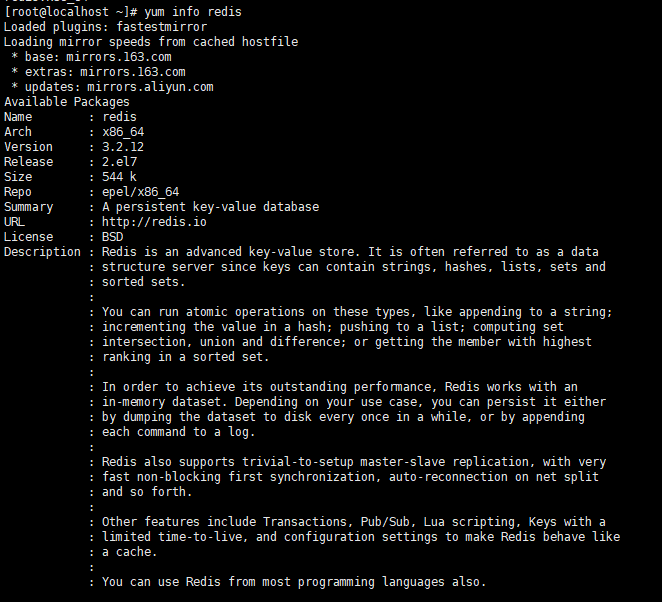 [root@localhost ~]# yum info redis
Loaded plugins: fastestmirror
Loading mirror speeds from cached hostfile
 * base: mirrors.163.com
 * extras: mirrors.163.com
 * updates: mirrors.aliyun.com
Available Packages
Name        : redis
Arch        : x86_64
Version     : 3.2.12
Release     : 2.el7
Size        : 544 k
Repo        : epel/x86_64
Summary     : A persistent key-value database
URL         : http://redis.io
License     : BSD
Description : Redis is an advanced key-value store. It is often referred to as a data
            : structure server since keys can contain strings, hashes, lists, sets and
            : sorted sets.
            :
            : You can run atomic operations on these types, like appending to a string;
            : incrementing the value in a hash; pushing to a list; computing set
            : intersection, union and difference; or getting the member with highest
            : ranking in a sorted set.
            :
            : In order to achieve its outstanding performance, Redis works with an
            : in-memory dataset. Depending on your use case, you can persist it either
            : by dumping the dataset to disk every once in a while, or by appending
            : each command to a log.
            :
            : Redis also supports trivial-to-setup master-slave replication, with very
            : fast non-blocking first synchronization, auto-reconnection on net split
            : and so forth.
            :
            : Other features include Transactions, Pub/Sub, Lua scripting, Keys with a
            : limited time-to-live, and configuration settings to make Redis behave like
            : a cache.
            :
            : You can use Redis from most programming languages also.